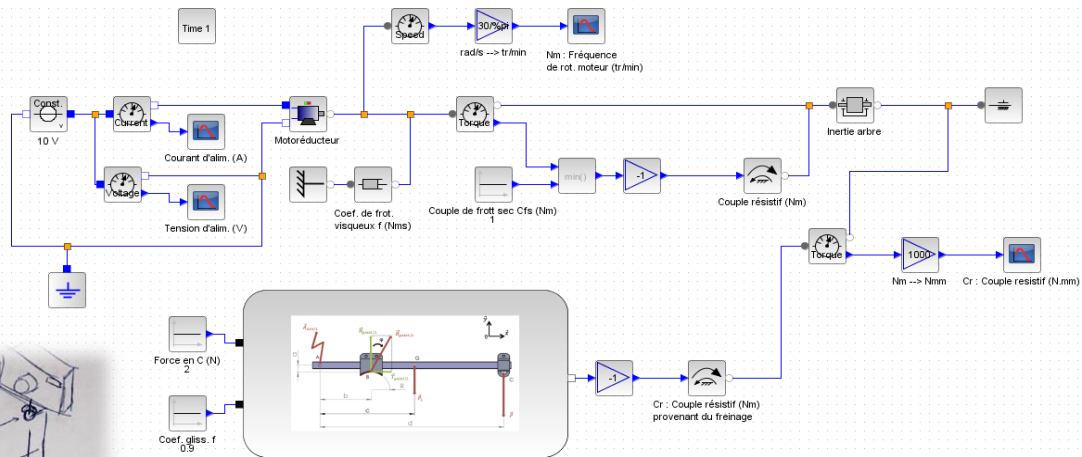 Time 1
Speed
30/%pi
rad/s --> tr/min
Nm : Fréquence
de rot. moteur (tr/min)
Const.
v
10 V
Current
Courant d'alim. (A)
Voltage
Tension d'alim. (V)
Motoréducteur
Torque
Inertie arbre
Coef. de frot.
visqueux f (Nms)
Couple de frott sec Cfs (Nm)
1
min()
-1
Couple résistif (Nm)
Torque
1000
Nm --> Nmm
Cr : Couple resistif (N.mm)
Force en C (N)
2
Coef. gliss. f
0.9
A
B
G
C
R
b
c
d
-1
Cr : Couple résistif (Nm)
provenant du freinage